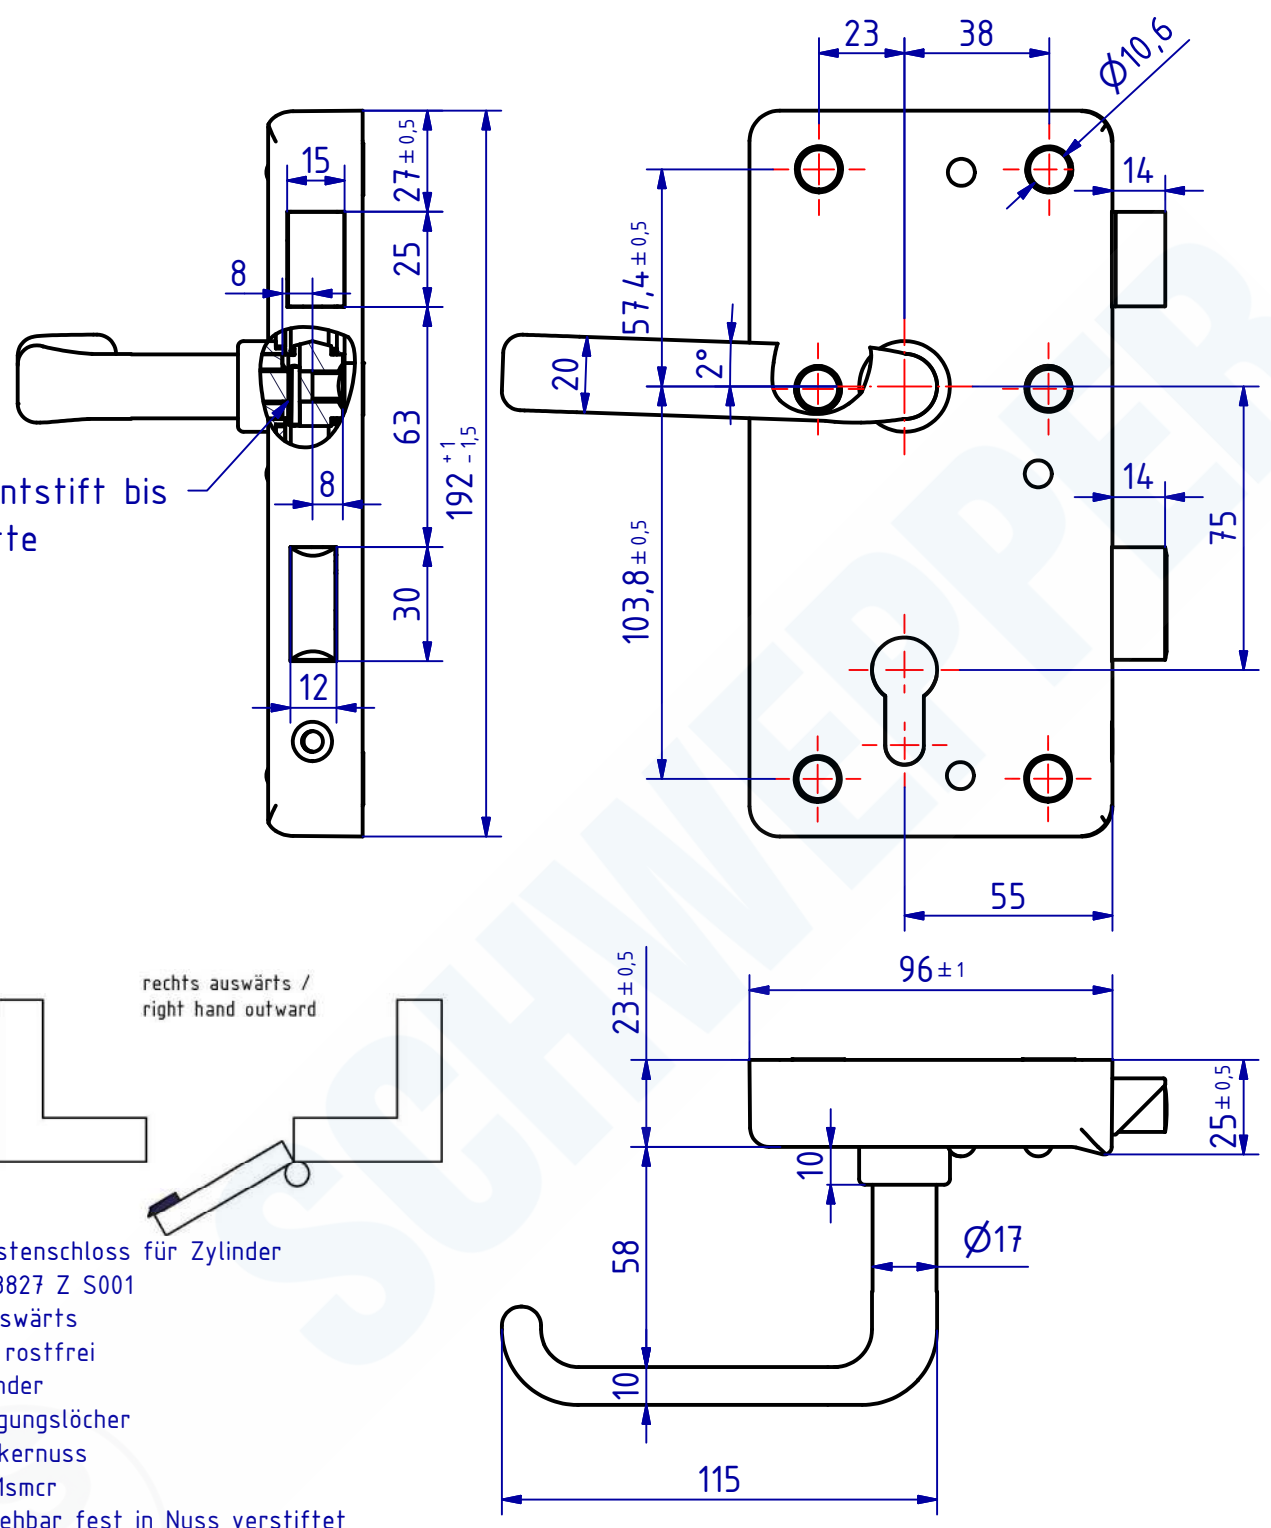 23
38
Ø10,6
27±0,5
15
14
25
8
57,4±0,5
20
2°
63
192 +1 -1,5
ntstift bis
8
14
75
103,8±0,5
30
12
55
rechts auswärts /
right hand outward
23±0,5
96±1
25±0,5
10
58
Ø17
10
115
stenschloss für Zylinder
3827 Z S001
swärts
rostfrei
nder
gungslöcher
kernuss
1smcr
ehbar fest in Nuss verstiftet
SCHWEPPER